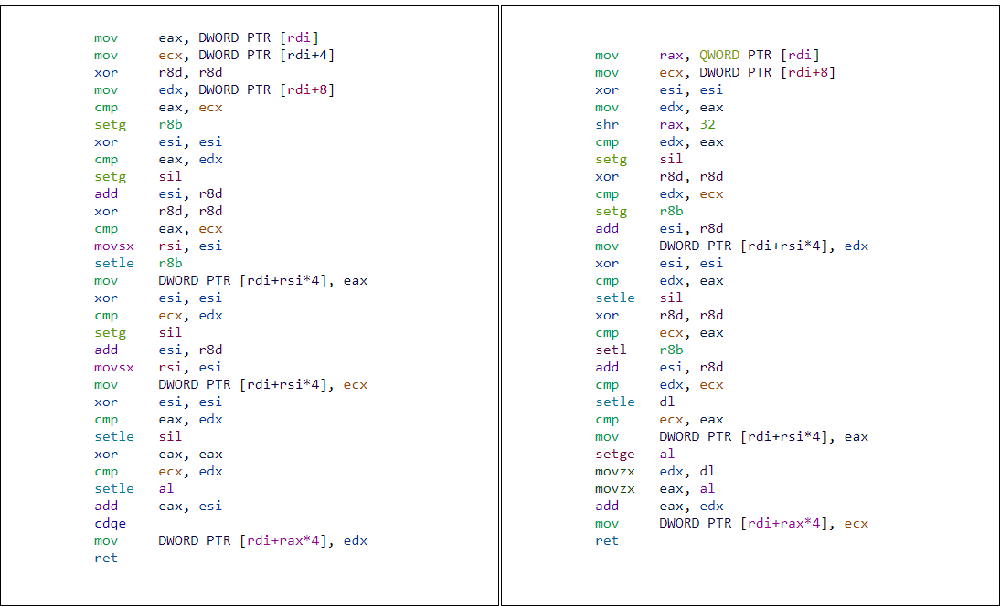 mov eax, DWORD PTR [rdi]
mov ecx, DWORD PTR [rdi+4]
xor r8d, r8d
mov edx, DWORD PTR [rdi+8]
cmp eax, ecx
setg r8b
xor esi, esi
cmp eax, edx
setg sil
add esi, r8d
xor r8d, r8d
cmp eax, ecx
movsx rsi, esi
setle r8b
mov DWORD PTR [rdi+rsi*4], eax
xor esi, esi
cmp ecx, edx
setg sil
add esi, r8d
movsx rsi, esi
mov DWORD PTR [rdi+rsi*4], ecx
xor esi, esi
cmp eax, edx
setle sil
xor eax, eax
cmp ecx, edx
setle al
add eax, esi
cdqe
mov DWORD PTR [rdi+rax*4], edx
ret
mov rax, QWORD PTR [rdi]
mov ecx, DWORD PTR [rdi+8]
xor esi, esi
mov edx, eax
shr rax, 32
cmp edx, eax
setg sil
xor r8d, r8d
cmp edx, ecx
setg r8b
add esi, r8d
mov DWORD PTR [rdi+rsi*4], edx
xor esi, esi
cmp edx, eax
setle sil
xor r8d, r8d
cmp ecx, eax
setl r8b
add esi, r8d
cmp edx, ecx
setle dl
cmp ecx, eax
mov DWORD PTR [rdi+rsi*4], eax
setge al
movzx edx, dl
movzx eax, al
add eax, edx
mov DWORD PTR [rdi+rax*4], ecx
ret